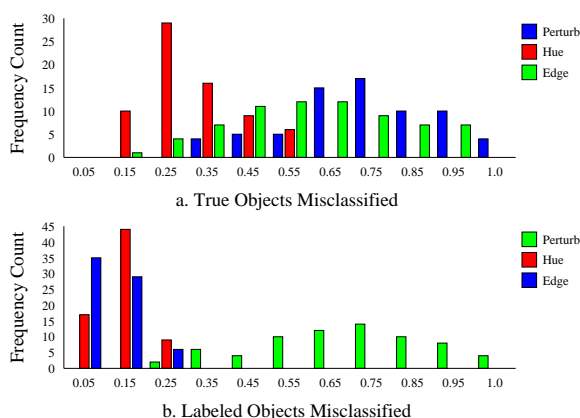 30
25
20
15
10
5
0
Frequency Count
Perturb
Hue
Edge
0.05 0.15 0.25 0.35 0.45 0.55 0.65 0.75 0.85 0.95 1.0
a. True Objects Misclassified
45
40
35
30
25
20
15
10
5
0
Frequency Count
Perturb
Hue
Edge
0.05 0.15 0.25 0.35 0.45 0.55 0.65 0.75 0.85 0.95 1.0
b. Labeled Objects Misclassified